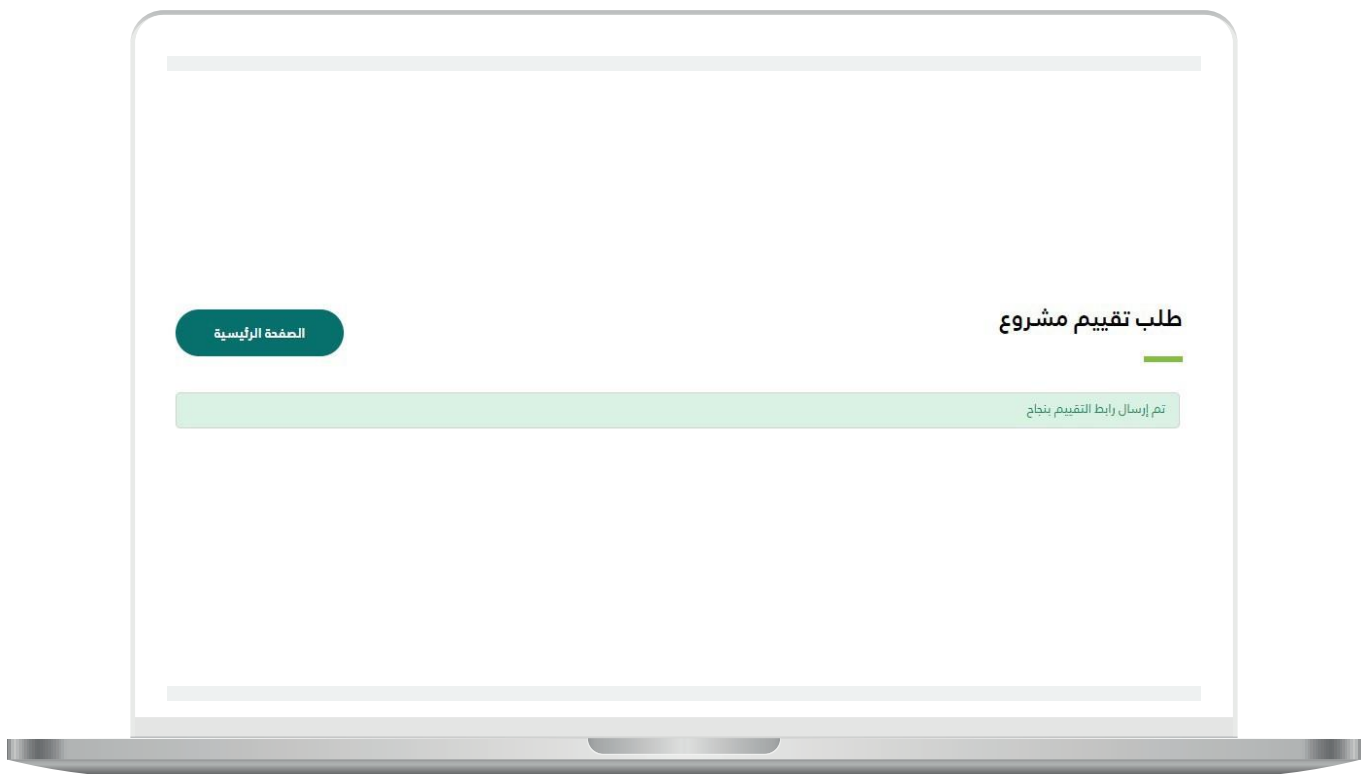 طلب تقييم مشروع
الصفحة الرئيسية
تم إرسال رابط التقييم بنجاح